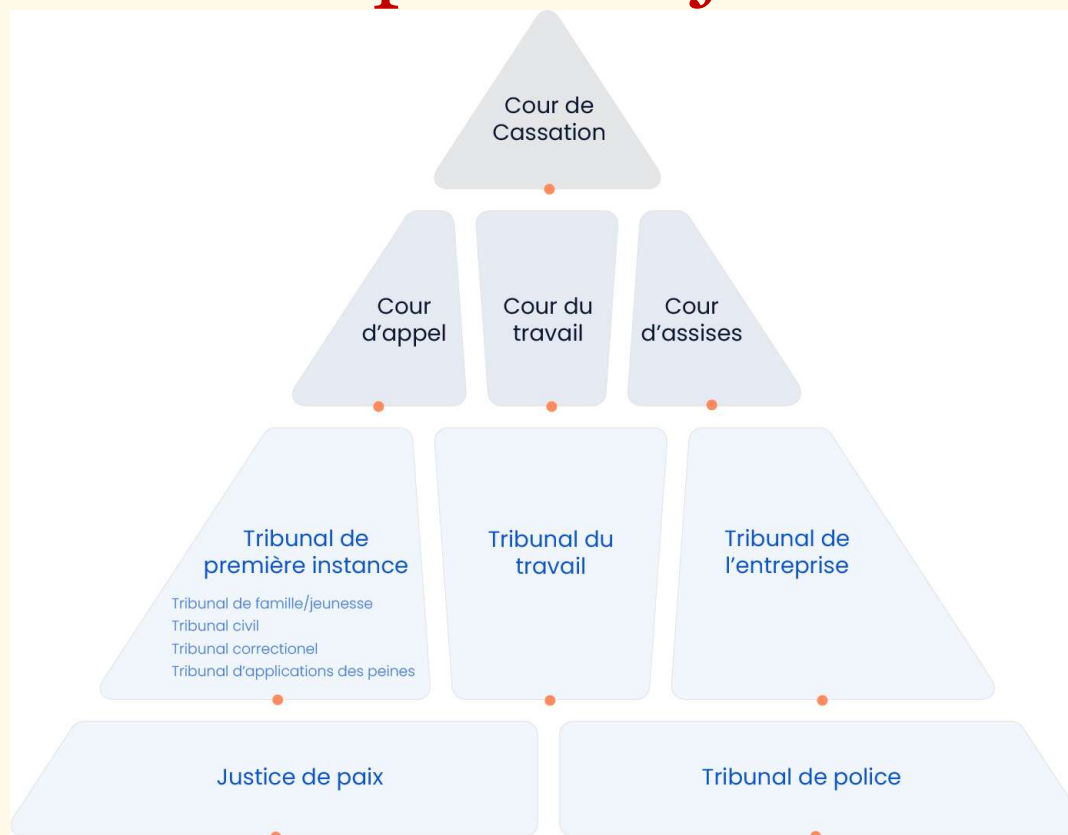 Cour de
Cassation
Cour
d'appel
Cour du
travail
Cour
d'assises
Tribunal de
première instance
Tribunal de famille/jeunesse
Tribunal civil
Tribunal correctionel
Tribunal d'applications des peines
Tribunal du
travail
Tribunal de
l'entreprise
Justice de paix
Tribunal de police